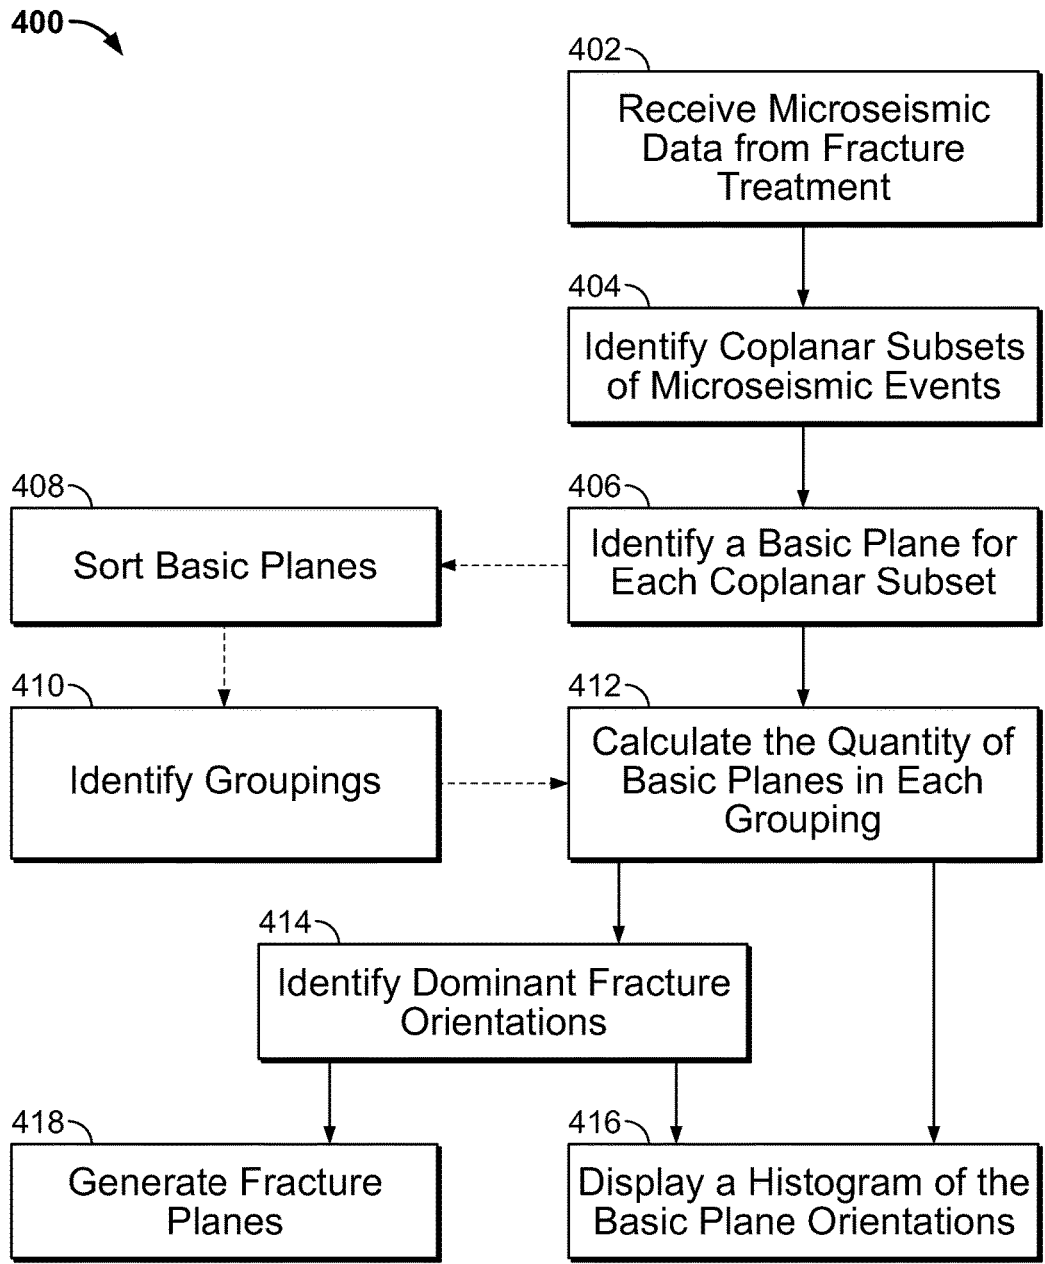 400
402
Receive Microseismic
Data from Fracture
Treatment
404
Identify Coplanar Subsets
of Microseismic Events
408
Sort Basic Planes
406
Identify a Basic Plane for
Each Coplanar Subset
410
Identify Groupings
412
Calculate the Quantity of
Basic Planes in Each
Grouping
414
Identify Dominant Fracture
Orientations
418
Generate Fracture
Planes
416
Display a Histogram of the
Basic Plane Orientations